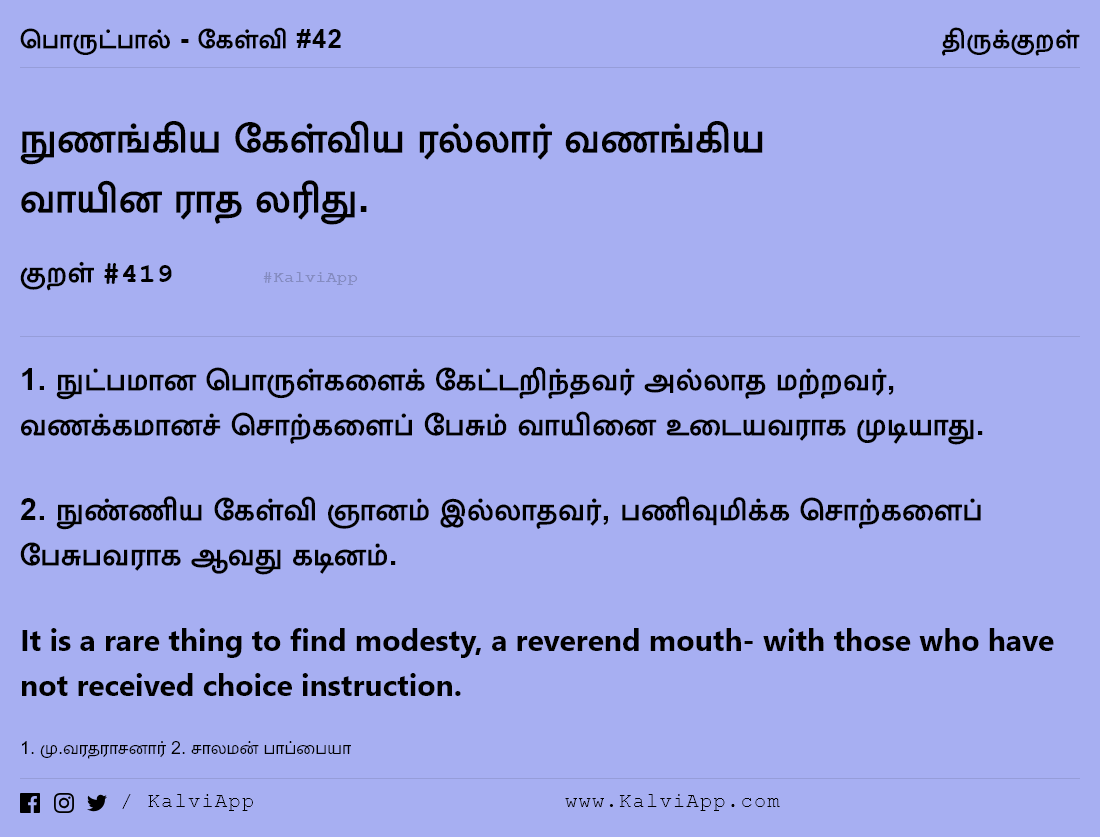 பொருட்பால் - கேள்வி #42 திருக்குறள்
நுணங்கிய கேள்விய ரல்லார் வணங்கிய
வாயின ராத லரிது.
குறள் #419 #KalviApp
1. நுட்பமான பொருள்களைக் கேட்டறிந்தவர் அல்லாத மற்றவர்,
வணக்கமானச் சொற்களைப் பேசும் வாயினை உடையவராக முடியாது.
2. நுண்ணிய கேள்வி ஞானம் இல்லாதவர், பணிவுமிக்க சொற்களைப்
பேசுபவராக ஆவது கடினம்.
It is a rare thing to find modesty, a reverend mouth- with those who have
not received choice instruction.
1. மு.வரதராசனார் 2. சாலமன் பாப்பையா
/ KalviApp www.KalviApp.com